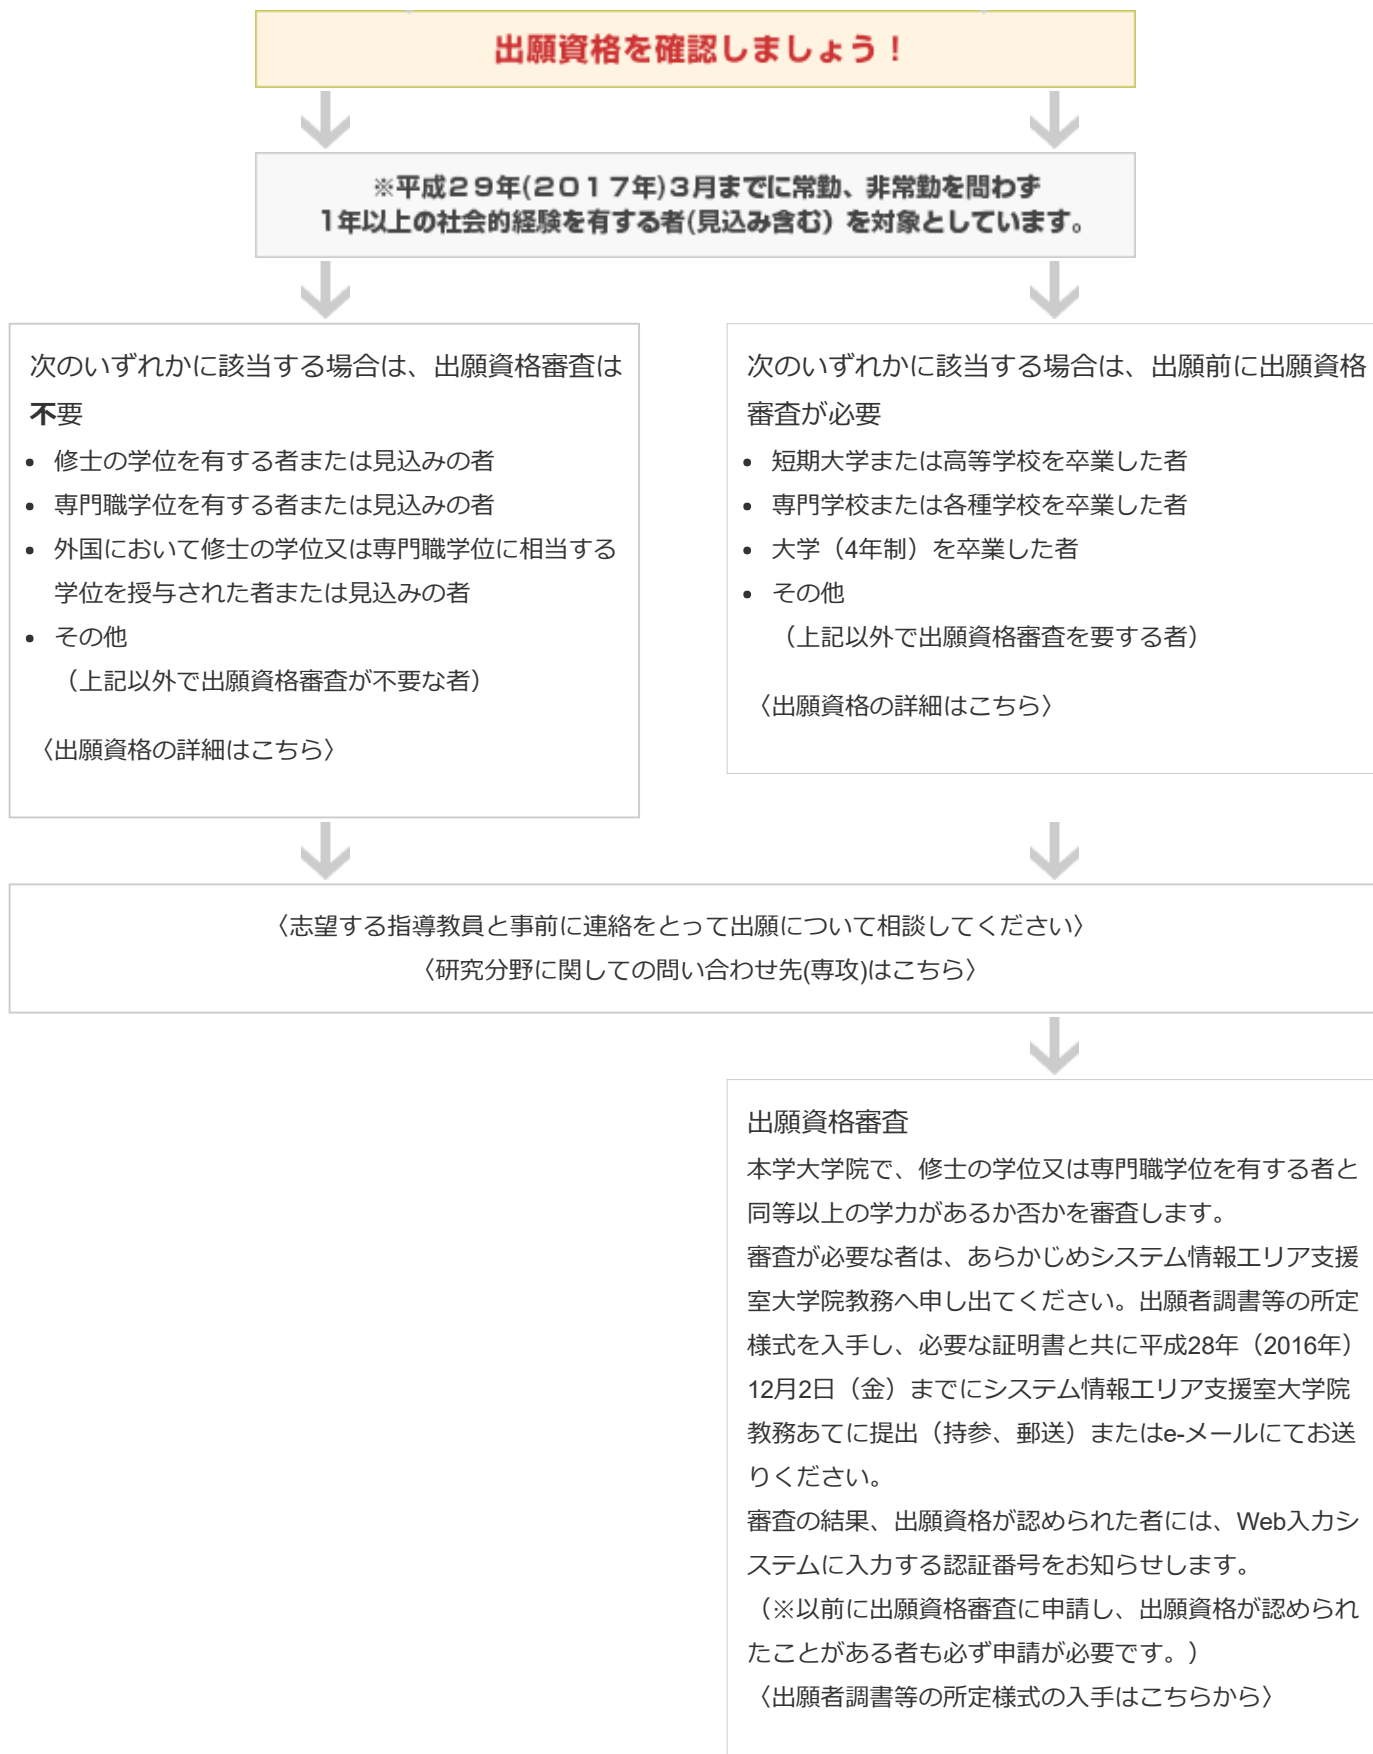 出願資格を確認しましょう！
※平成２９年(２０１７年)３月までに常勤、非常勤を問わず
1年以上の社会的経験を有する者(見込み含む）を対象としています。
次のいずれかに該当する場合は、出願資格審査は
不要
• 修士の学位を有する者または見込みの者
• 専門職学位を有する者または見込みの者
• 外国において修士の学位又は専門職学位に相当する
学位を授与された者または見込みの者
• その他
（上記以外で出願資格審査が不要な者）
〈出願資格の詳細はこちら〉
次のいずれかに該当する場合は、出願前に出願資格
審査が必要
• 短期大学または高等学校を卒業した者
• 専門学校または各種学校を卒業した者
• 大学（4年制）を卒業した者
• その他
（上記以外で出願資格審査を要する者）
〈出願資格の詳細はこちら〉
〈志望する指導教員と事前に連絡をとって出願について相談してください〉
〈研究分野に関しての問い合わせ先(専攻)はこちら〉
出願資格審査
本学大学院で、修士の学位又は専門職学位を有する者と
同等以上の学力があるか否かを審査します。
審査が必要な者は、あらかじめシステム情報エリア支援
室大学院教務へ申し出てください。出願者調書等の所定
様式を入手し、必要な証明書と共に平成28年（2016年）
12月2日（金）までにシステム情報エリア支援室大学院
教務あてに提出（持参、郵送）またはe-メールにてお送
りください。
審査の結果、出願資格が認められた者には、Web入力シ
ステムに入力する認証番号をお知らせします。
（※以前に出願資格審査に申請し、出願資格が認められ
たことがある者も必ず申請が必要です。）
〈出願者調書等の所定様式の入手はこちらから〉